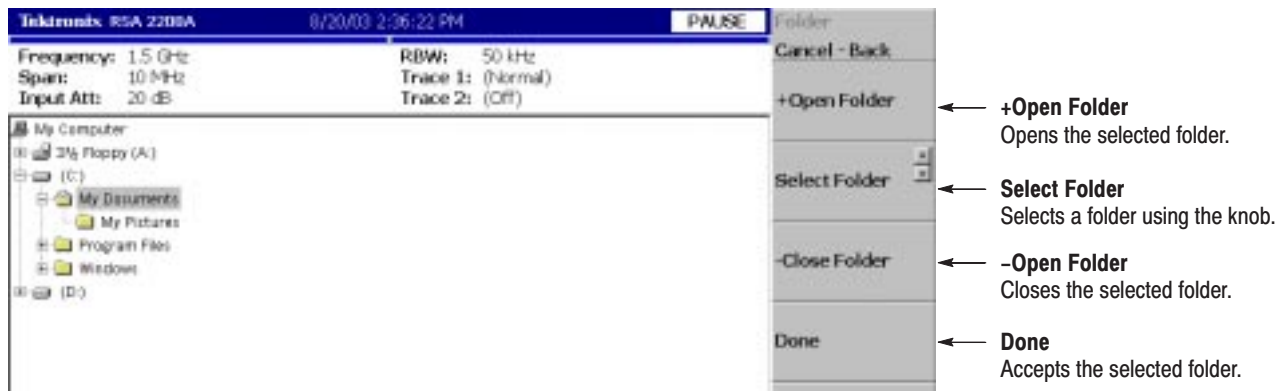 Tektronix RSA 2200A 8/20/03 2:36:22 PM PAUSE
Frequency: 1.5 GHz RBW: 50 kHz
Span: 10 MHz Trace 1: (Normal)
Input Att: 20 dB Trace 2: (Off)
My Computer
3½ Floppy (A:)
(C:)
My Documents
My Pictures
Program Files
Windows
(D:)
Folder
Cancel - Back
+Open Folder
Select Folder
-Close Folder
Done
+Open Folder
Opens the selected folder.
Select Folder
Selects a folder using the knob.
–Open Folder
Closes the selected folder.
Done
Accepts the selected folder.